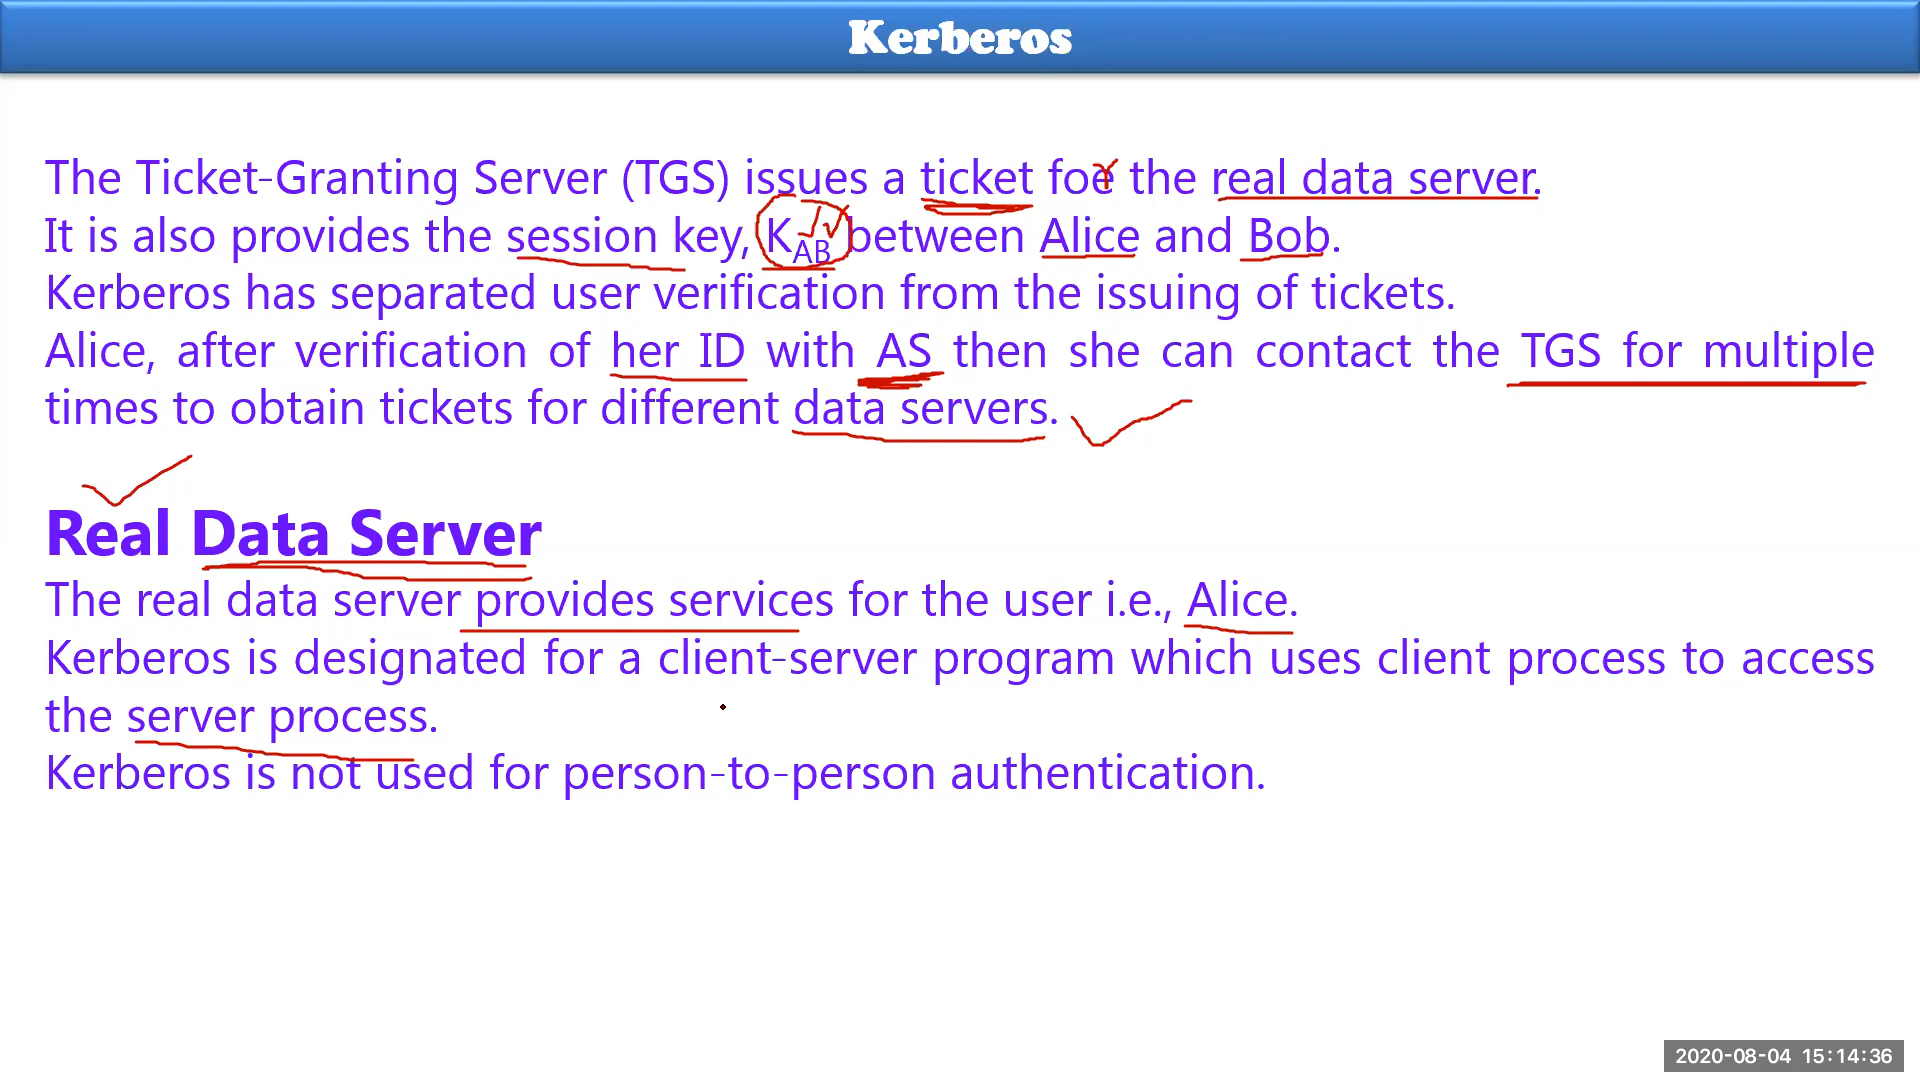 Kerberos
The Ticket-Granting Server (TGS) issues a ticket foe the real data server.
It is also provides the session key, K_AB between Alice and Bob.
Kerberos has separated user verification from the issuing of tickets.
Alice, after verification of her ID with AS then she can contact the TGS for multiple
times to obtain tickets for different data servers.
Real Data Server
The real data server provides services for the user i.e., Alice.
Kerberos is designated for a client-server program which uses client process to access
the server process.
Kerberos is not used for person-to-person authentication.
2020-08-04 15:14:36